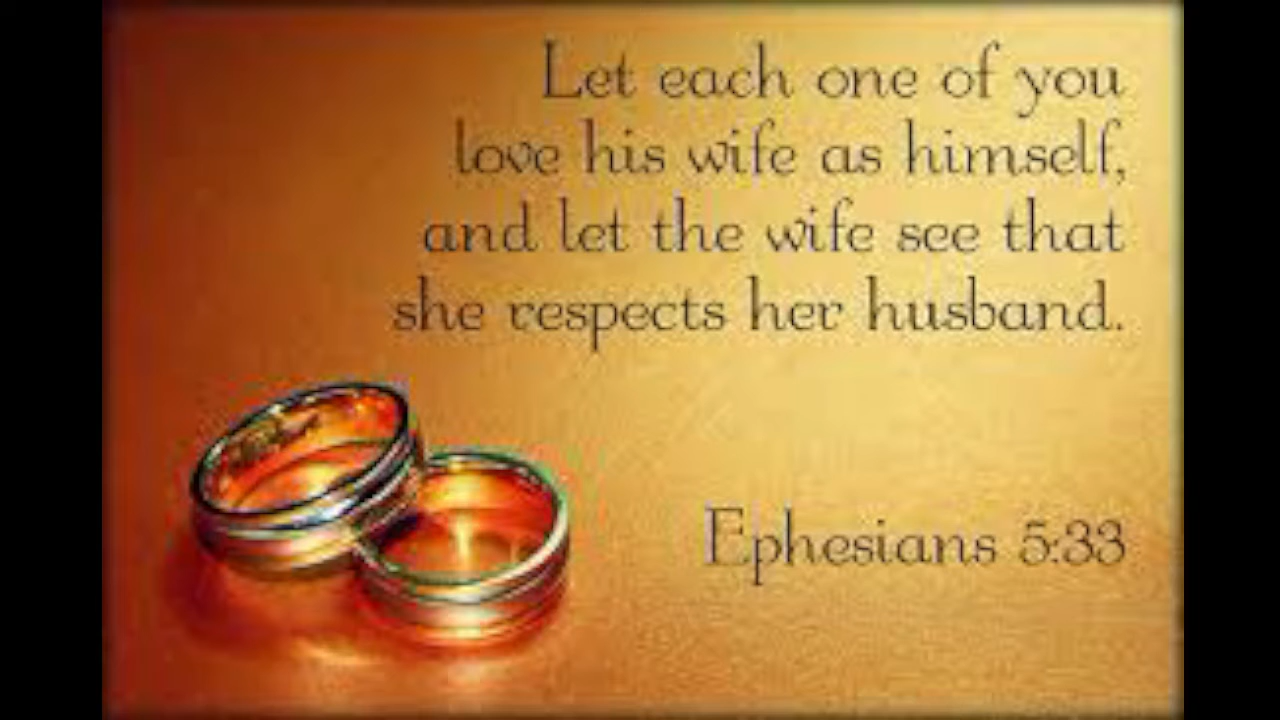 Let each one of you
love his wife as himself,
and let the wife see that
she respects her husband.
Ephesians 5:33